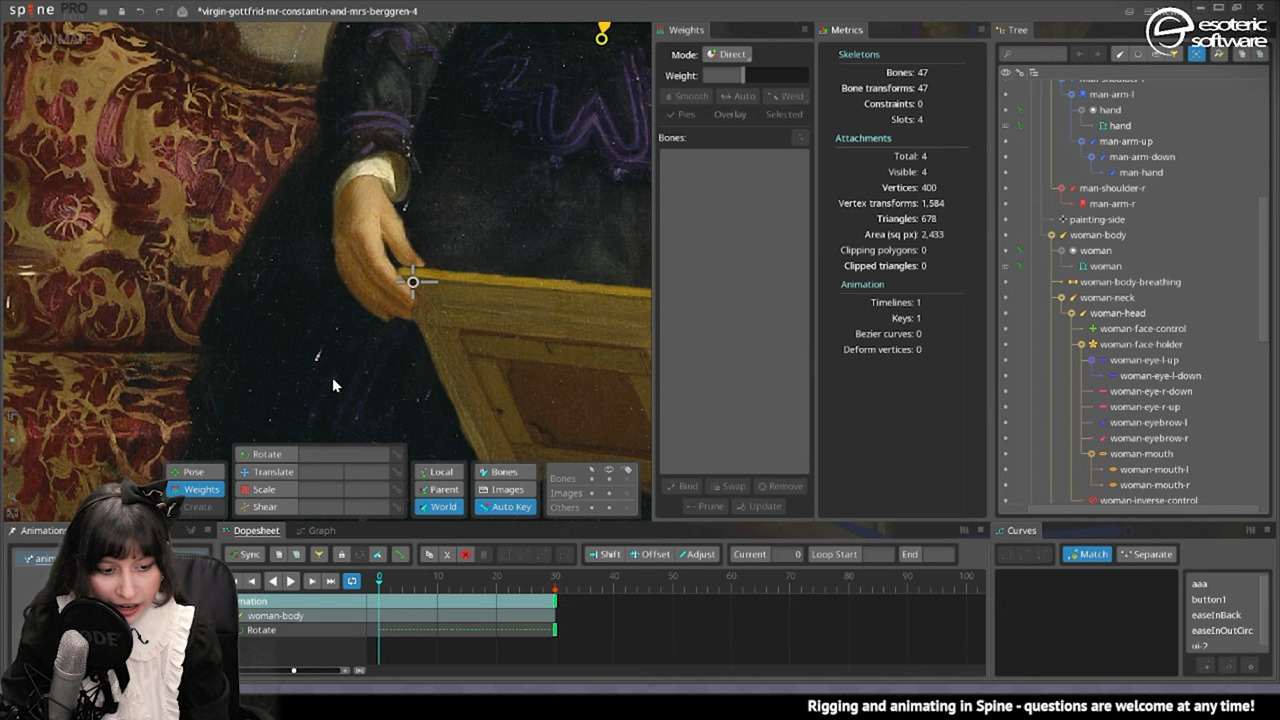 spine PRO
*virgin-gottfrid-mr-constantin-and-mrs-berggren-4
ANIMATE
esoteric
software
Weights
Mode: Direct
Weight:
Smooth Auto Weld
Pies Overlay Selected
Bones:
Bind Swap Remove
Prune Update
Metrics
Skeletons
Bones: 47
Bone transforms: 47
Constraints: 0
Slots: 4
Attachments
Total: 4
Visible: 4
Vertices: 400
Vertex transforms: 1,584
Triangles: 678
Area (sq px): 2,433
Clipping polygons: 0
Clipped triangles: 0
Animation
Timelines: 1
Keys: 1
Bezier curves: 0
Deform vertices: 0
Tree
man-shoulder-l
man-arm-l
hand
hand
man-arm-up
man-arm-down
man-hand
man-shoulder-r
man-arm-r
painting-side
woman-body
woman
woman
woman-body-breathing
woman-neck
woman-head
woman-face-control
woman-face-holder
woman-eye-l-up
woman-eye-l-down
woman-eye-r-down
woman-eye-r-up
woman-eyebrow-l
woman-eyebrow-r
woman-mouth
woman-mouth-l
woman-mouth-r
woman-inverse-control
Pose
Weights
Create
Rotate
Translate
Scale
Shear
Local
Parent
World
Bones
Images
Auto Key
Bones
Images
Others
Animations
Dopesheet Graph
Sync Shift Offset Adjust Current 0 Loop Start End
0 10 20 30 40 50 60 70 80 90 100
mation
woman-body
Rotate
Curves
Match Separate
aaa
button1
easeInBack
easeInOutCirc
ui-2
Rigging and animating in Spine - questions are welcome at any time!